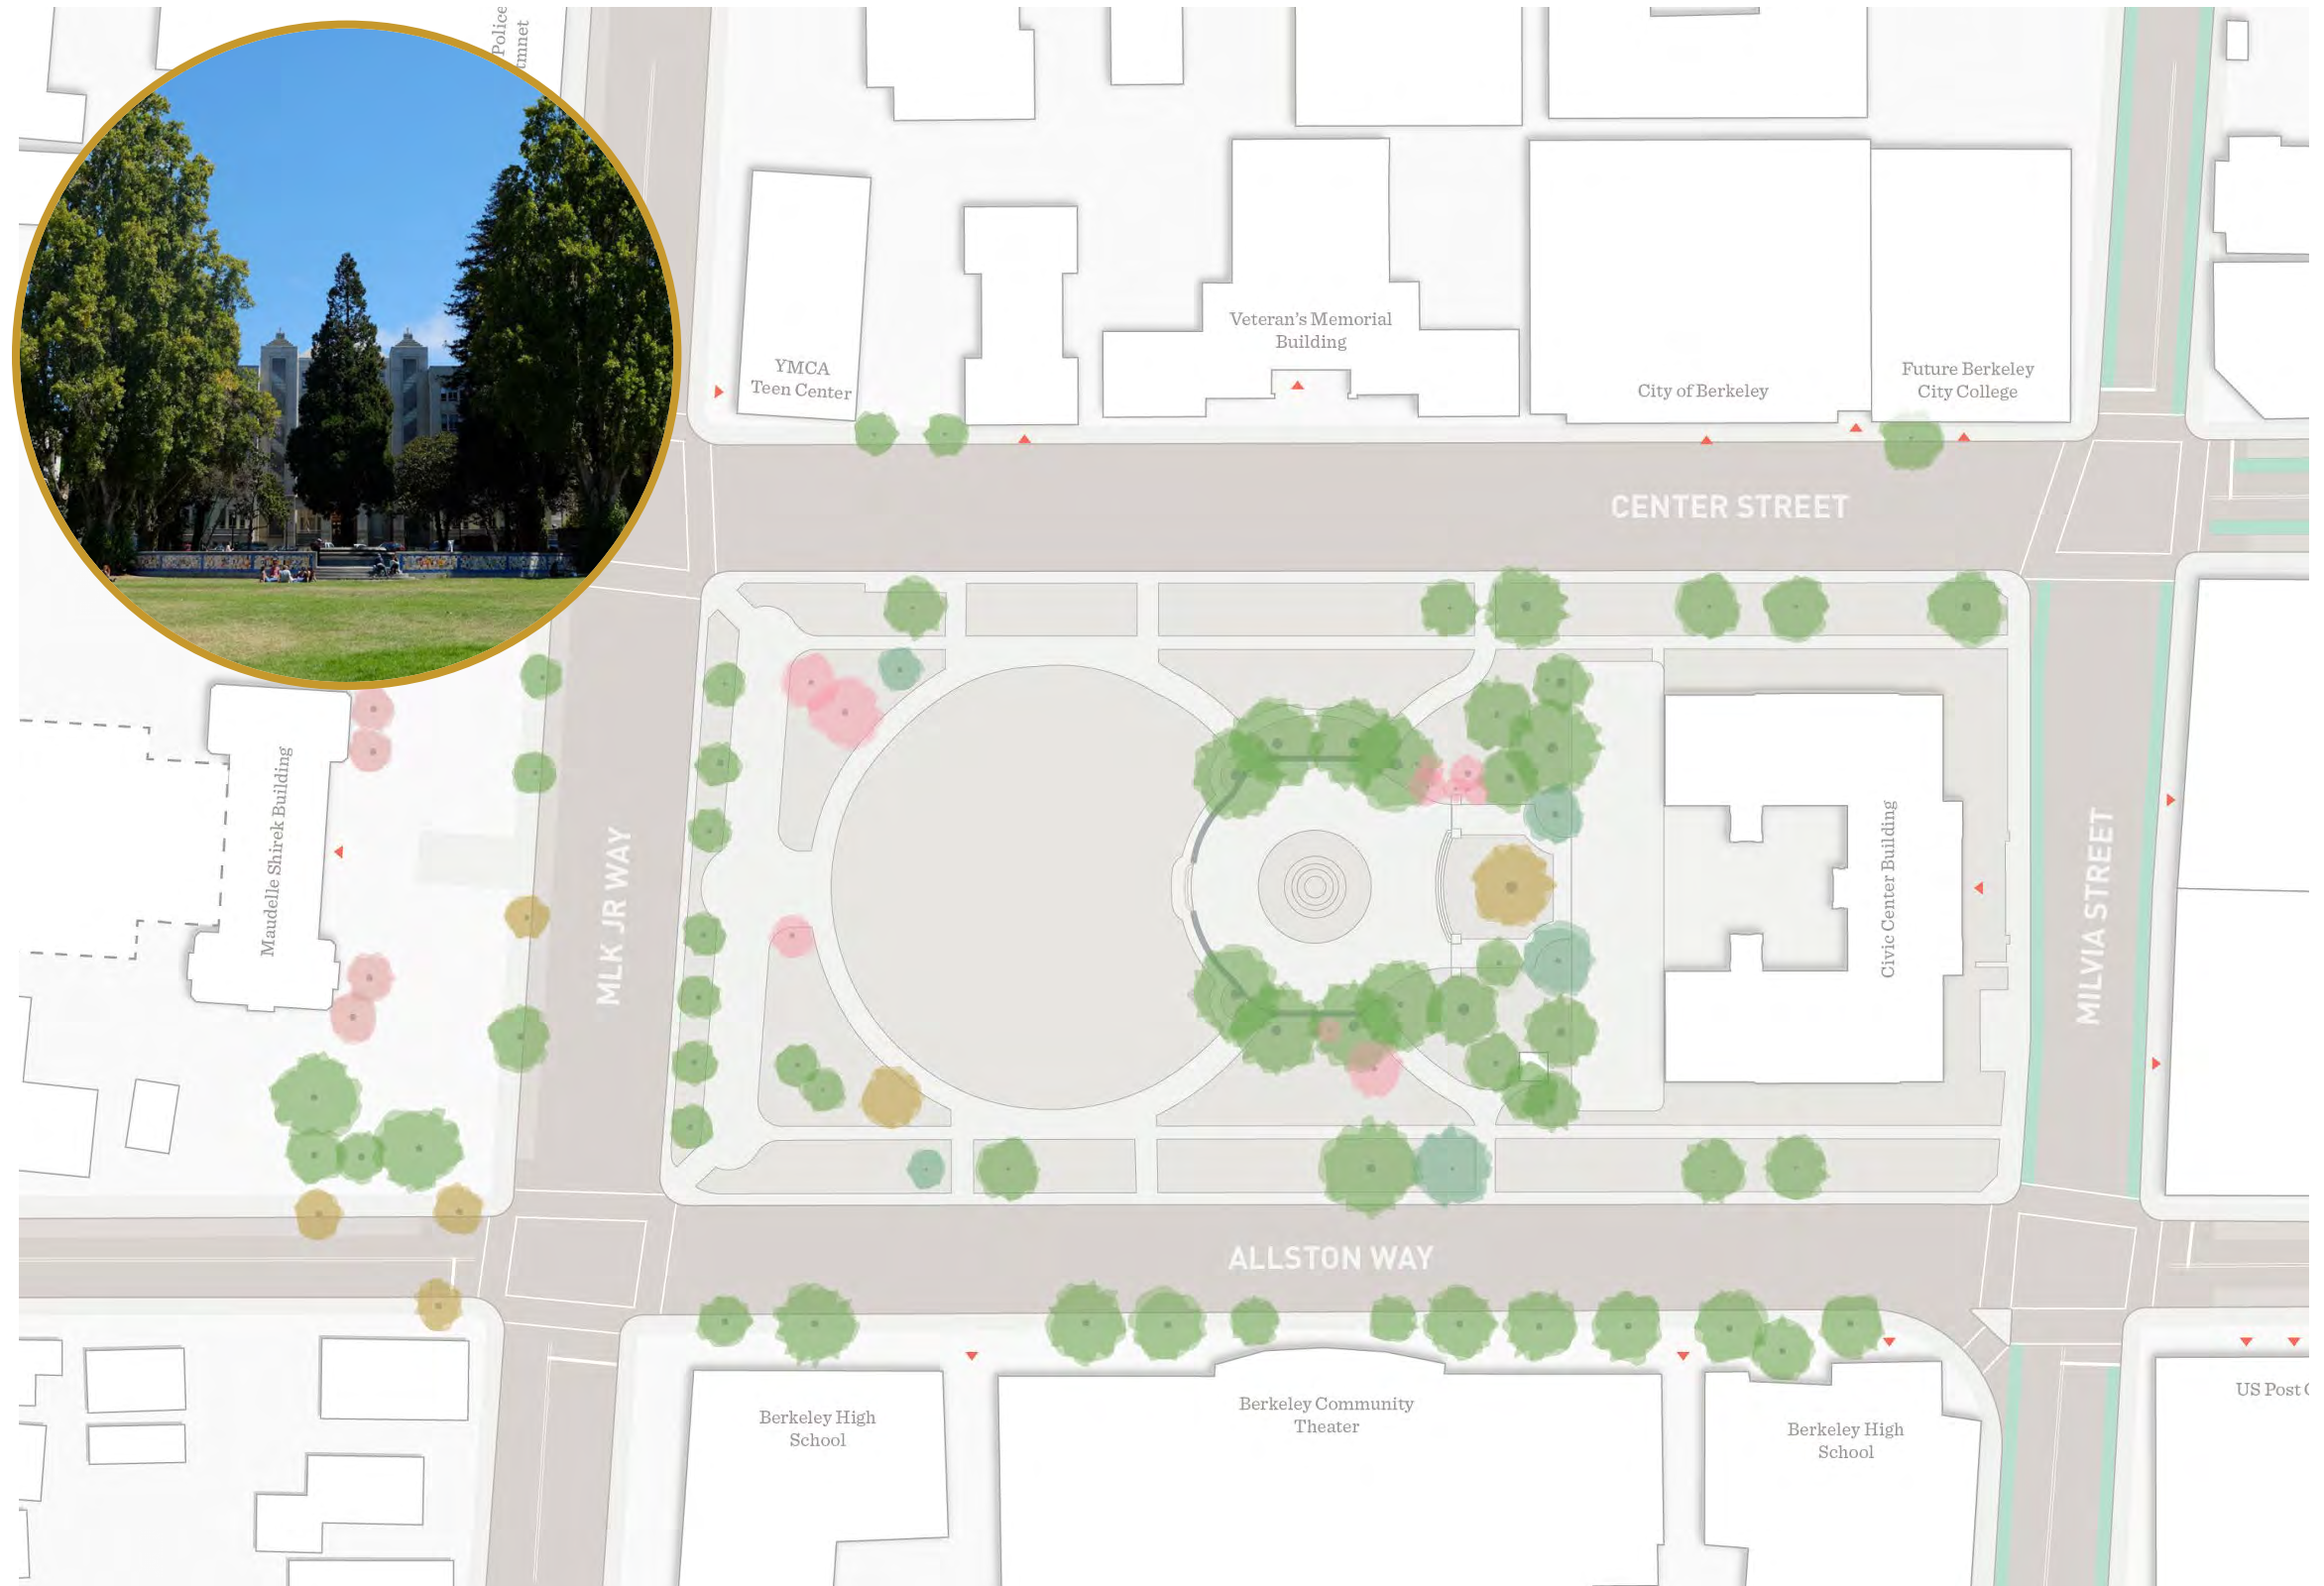 Police
Veteran's Memorial
Building
YMCA
Teen Center
City of Berkeley
Future Berkeley
City College
CENTER STREET
Maudelle Shirek Building
MLK JR WAY
Civic Center Building
MILVIA STREET
ALLSTON WAY
Berkeley High
School
Berkeley Community
Theater
Berkeley High
School
US Post